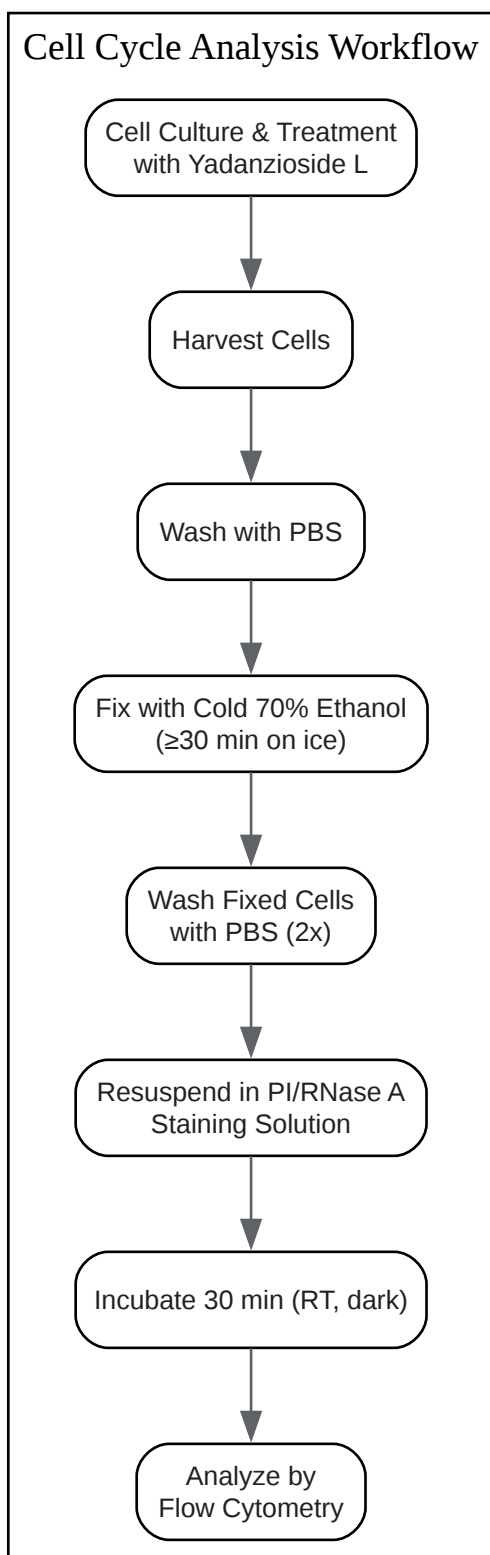 Cell Cycle Analysis Workflow
Cell Culture & Treatment
with Yadanzioside L
Harvest Cells
Wash with PBS
Fix with Cold 70% Ethanol
(≥30 min on ice)
Wash Fixed Cells
with PBS (2x)
Resuspend in PI/RNase A
Staining Solution
Incubate 30 min (RT, dark)
Analyze by
Flow Cytometry